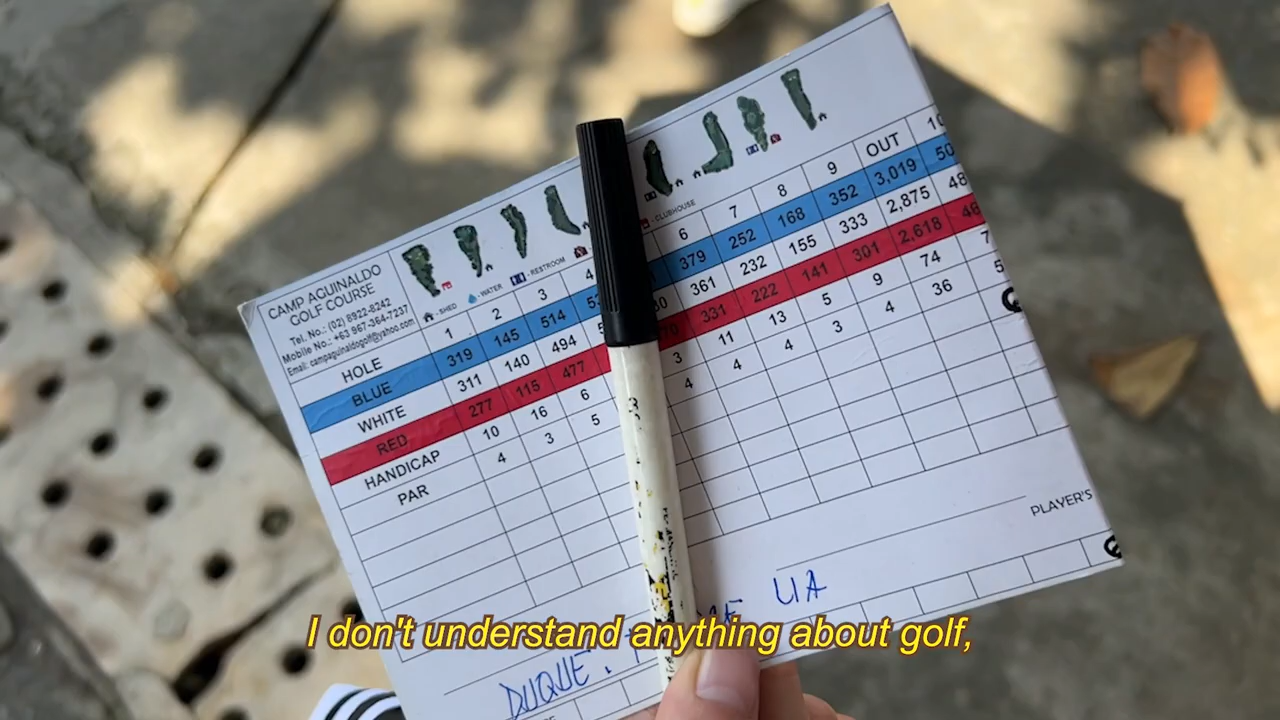 CAMP AGUINALDO
GOLF COURSE
Tel. No.: (02) 8922-8242
Mobile No.: +63 967-364-7237
Email: campaguinaldogolf@yahoo.com
- SHED - WATER - RESTROOM - CLUBHOUSE
HOLE 1 2 3 4 6 7 8 9 OUT 10
BLUE 319 145 514 379 252 168 352 3,019
WHITE 311 140 494 361 232 155 333 2,875
RED 277 115 477 331 222 141 301 2,618
HANDICAP 10 16 6 3 11 13 5 9 74
PAR 4 3 5 4 4 4 3 4 36
PLAYER'S
DUQUE,
I don't understand anything about golf,